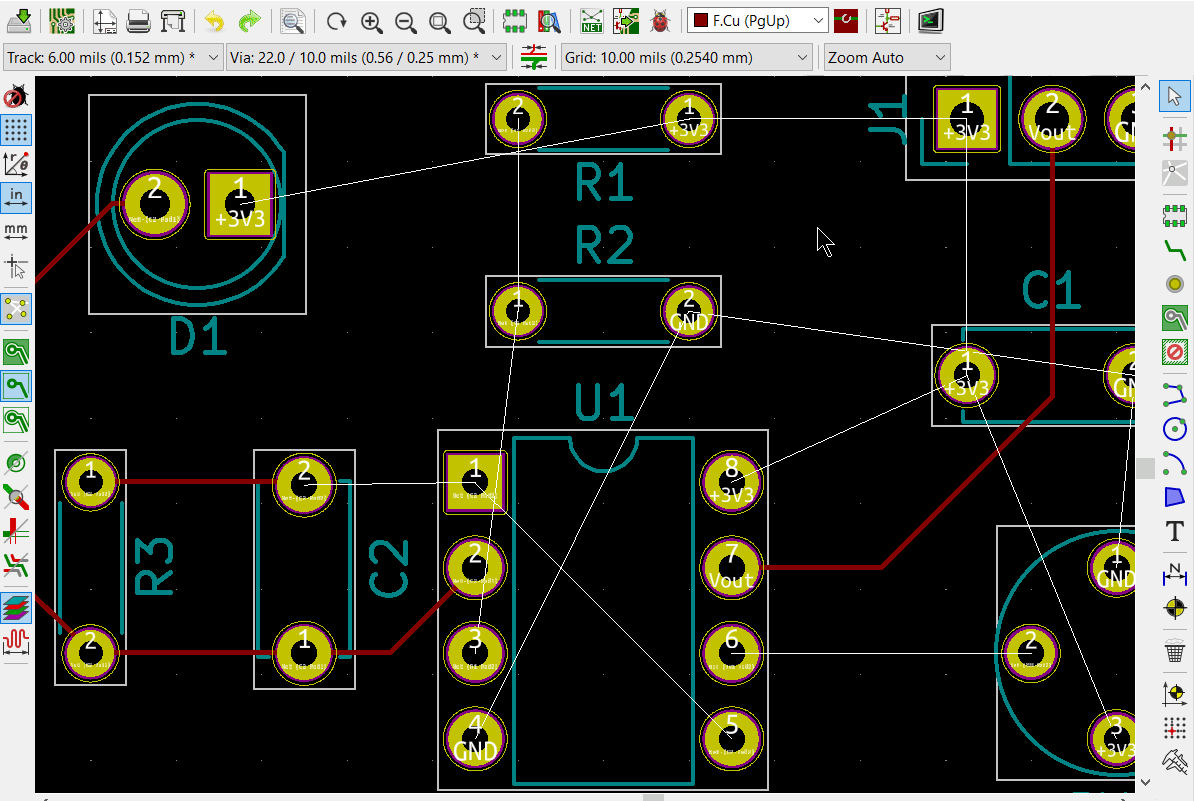 NET
F.Cu (PgUp)
Track: 6.00 mils (0.152 mm) *
Via: 22.0 / 10.0 mils (0.56 / 0.25 mm) *
Grid: 10.00 mils (0.2540 mm)
Zoom Auto
in
mm
2
1
+3V3
R1
J1
1
+3V3
2
Vout
2
1
+3V3
D1
R2
1
2
GND
C1
1
+3V3
U1
1
2
3
4
GND
8
+3V3
7
Vout
6
5
1
2
R3
2
1
C2
1
GND
2
3
+3V3
T
N